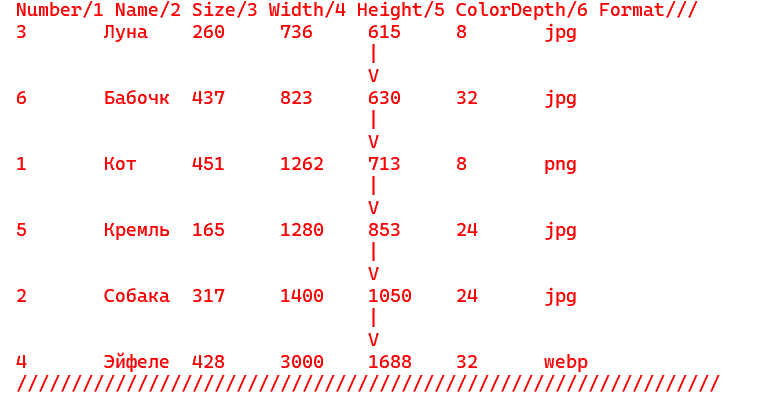 Number/1 Name/2 Size/3 Width/4 Height/5 ColorDepth/6 Format///
3 Луна 260 736 615 8 jpg
|
V
6 Бабочк 437 823 630 32 jpg
|
V
1 Кот 451 1262 713 8 png
|
V
5 Кремль 165 1280 853 24 jpg
|
V
2 Собака 317 1400 1050 24 jpg
|
V
4 Эйфеле 428 3000 1688 32 webp
////////////////////////////////////////////////////////////////